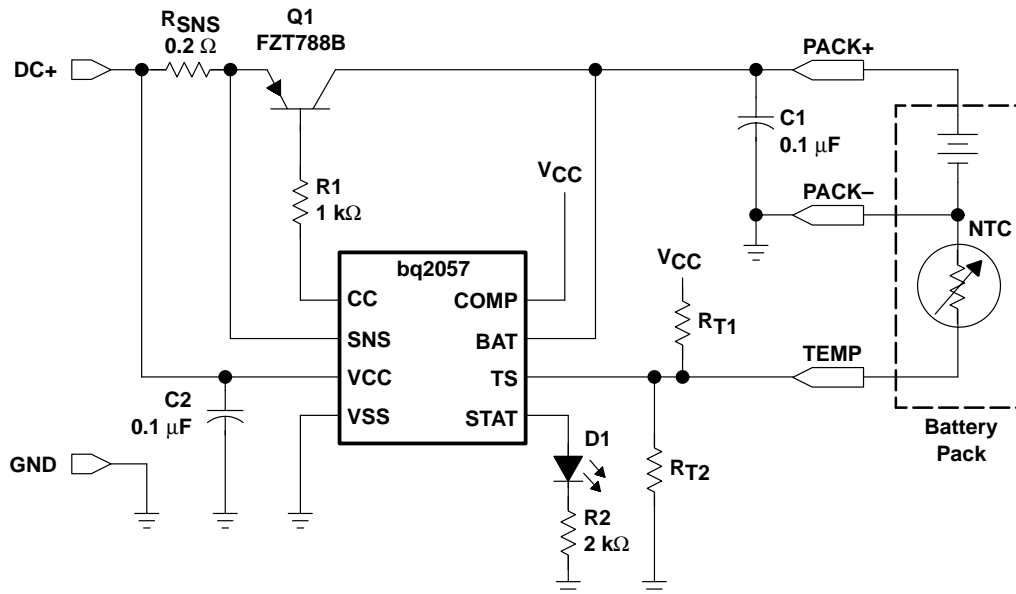 RSNS
0.2 Ω
Q1
FZT788B
DC+
PACK+
C1
0.1 μF
R1
1 kΩ
VCC
PACK–
NTC
bq2057
CC
COMP
SNS
BAT
VCC
TS
VSS
STAT
VCC
RT1
TEMP
C2
0.1 μF
D1
RT2
Battery
Pack
GND
R2
2 kΩ